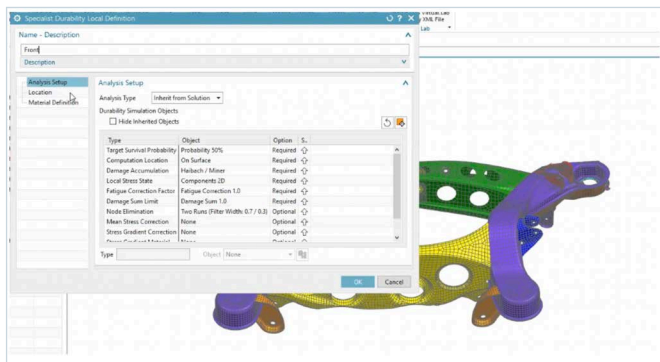 Specialist Durability Local Definition
Virtual.Lab
XML File
Lab
Name - Description
Front
Description
Analysis Setup
Location
Material Definition
Analysis Setup
Analysis Type Inherit from Solution
Durability Simulation Objects
Hide Inherited Objects
Type Object Option S..
Target Survival Probability Probability 50% Required
Computation Location On Surface Required
Damage Accumulation Haibach / Miner Required
Local Stress State Components 2D Required
Fatigue Correction Factor Fatigue Correction 1.0 Required
Damage Sum Limit Damage Sum 1.0 Required
Node Elimination Two Runs (Filter Width: 0.7 / 0.3) Optional
Mean Stress Correction None Optional
Stress Gradient Correction None Optional
Type Object None
OK Cancel